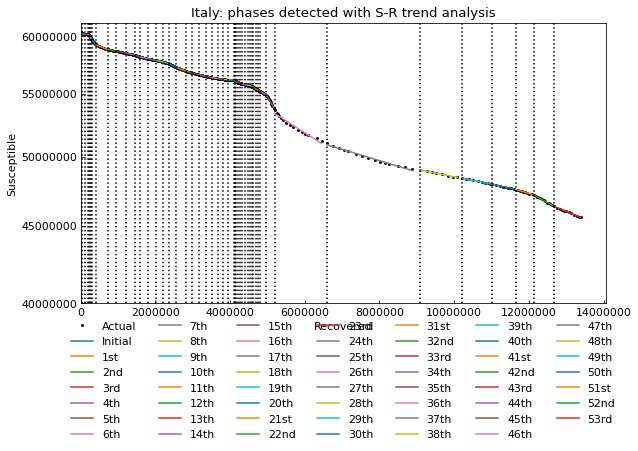 Italy: phases detected with S-R trend analysis
60000000
55000000
50000000
45000000
40000000
Susceptible
0 2000000 4000000 6000000 8000000 10000000 12000000 14000000
Recovered
Actual 7th 15th 23rd 31st 39th 47th
Initial 8th 16th 24th 32nd 40th 48th
1st 9th 17th 25th 33rd 41st 49th
2nd 10th 18th 26th 34th 42nd 50th
3rd 11th 19th 27th 35th 43rd 51st
4th 12th 20th 28th 36th 44th 52nd
5th 13th 21st 29th 37th 45th 53rd
6th 14th 22nd 30th 38th 46th